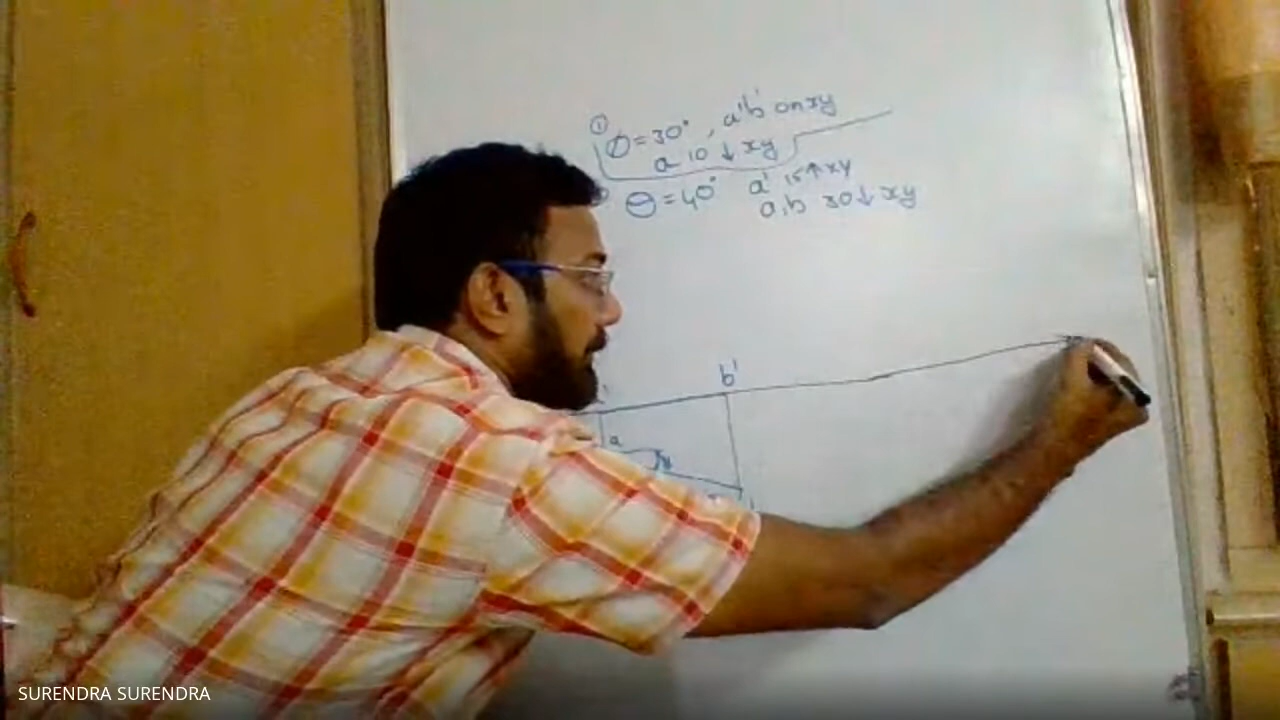 ①
Ø = 30° , a'b' on xy
a 10 ↓ xy
θ = 40° a' 15 ↑ xy
a,b 30 ↓ xy
b'
a
SURENDRA SURENDRA